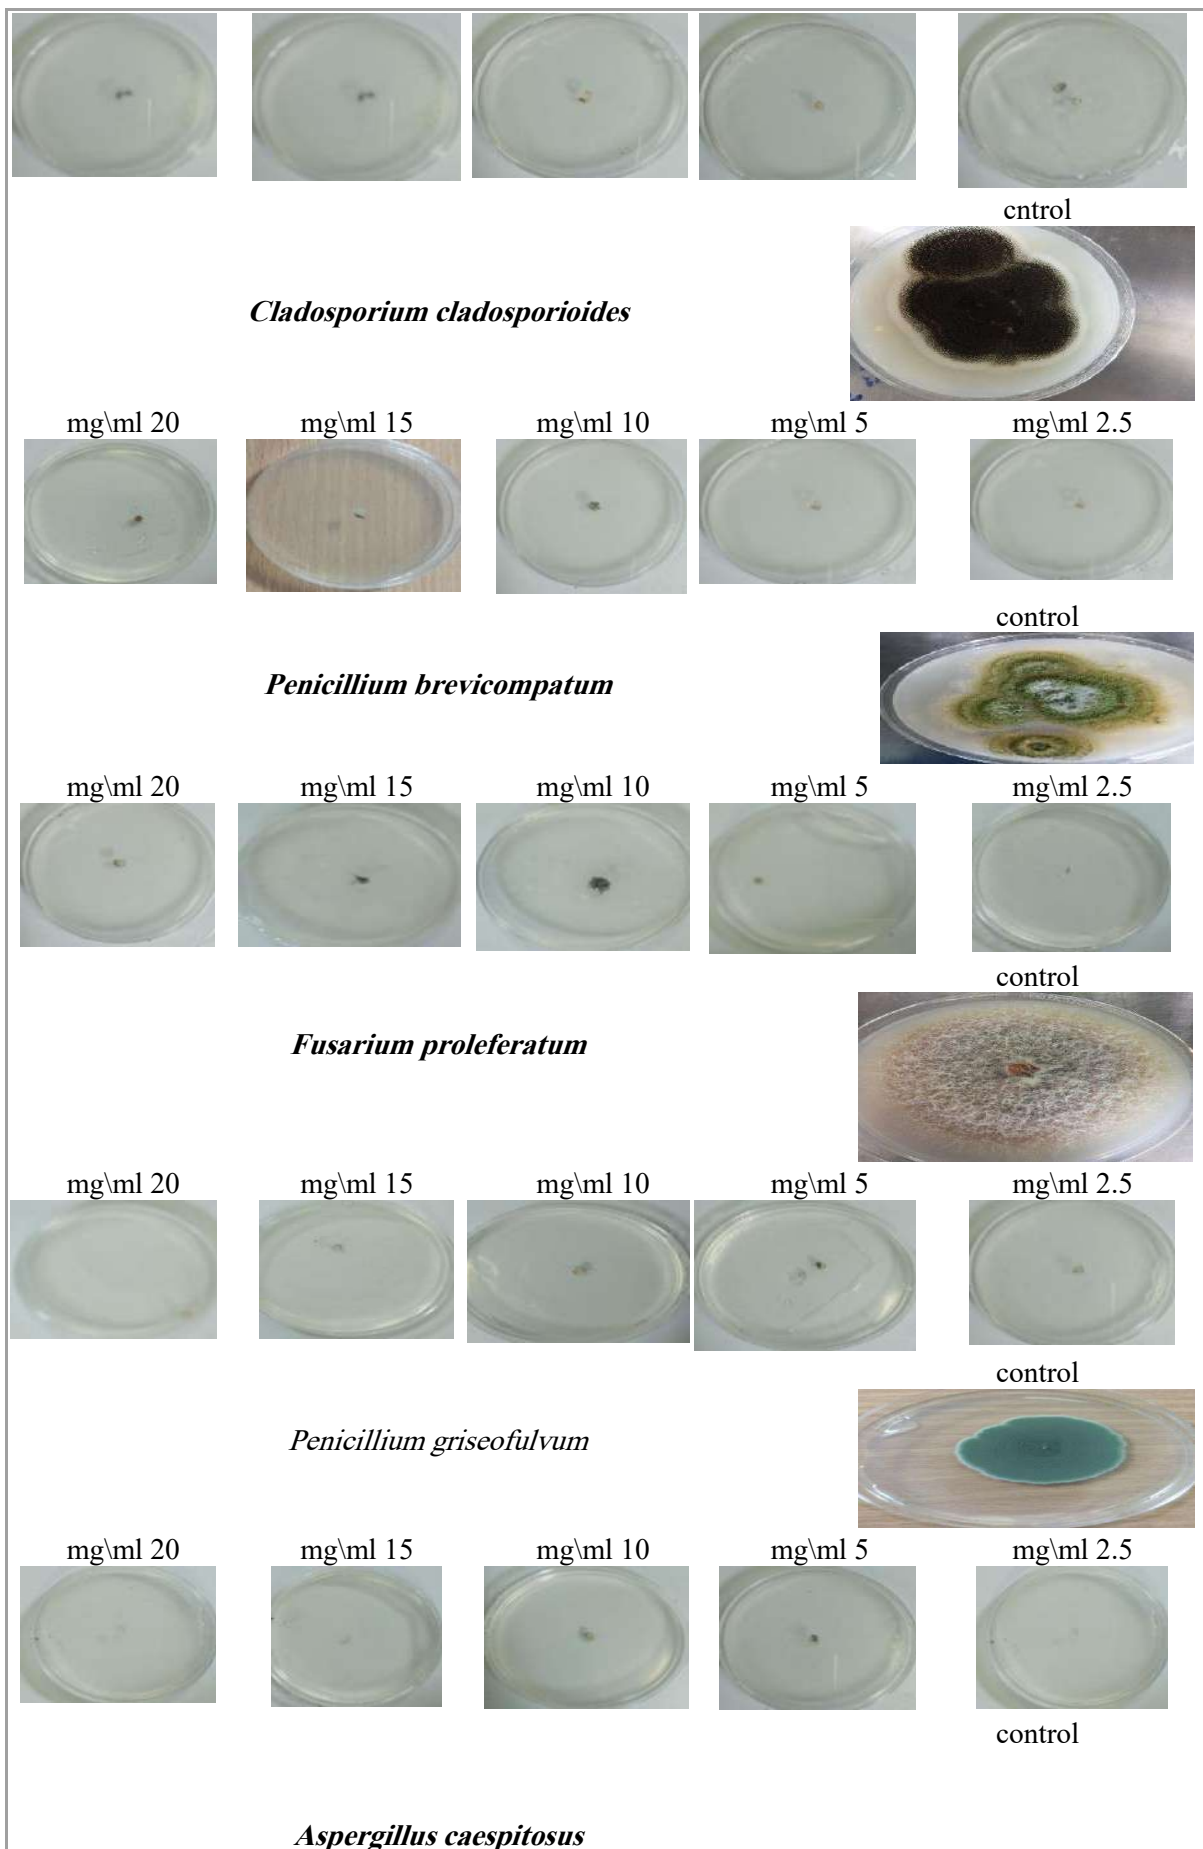 cntrol
Cladosporium cladosporioides
mg\ml 20 mg\ml 15 mg\ml 10 mg\ml 5 mg\ml 2.5
control
Penicillium brevicompatum
mg\ml 20 mg\ml 15 mg\ml 10 mg\ml 5 mg\ml 2.5
control
Fusarium proleferatum
mg\ml 20 mg\ml 15 mg\ml 10 mg\ml 5 mg\ml 2.5
control
Penicillium griseofulvum
mg\ml 20 mg\ml 15 mg\ml 10 mg\ml 5 mg\ml 2.5
control
Aspergillus caespitosus